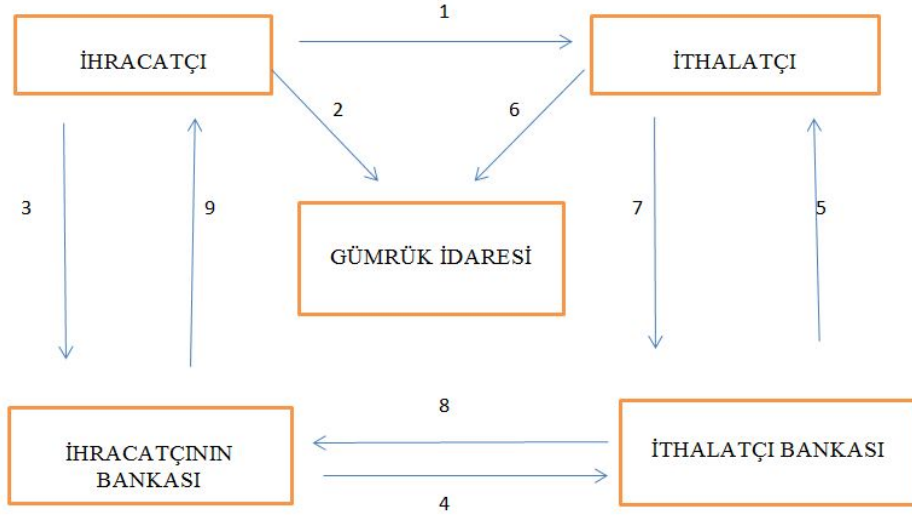 1
İHRACATÇI
İTHALATÇI
2
6
3
9
7
5
GÜMRÜK İDARESİ
8
İHRACATÇININ
BANKASI
İTHALATÇI BANKASI
4